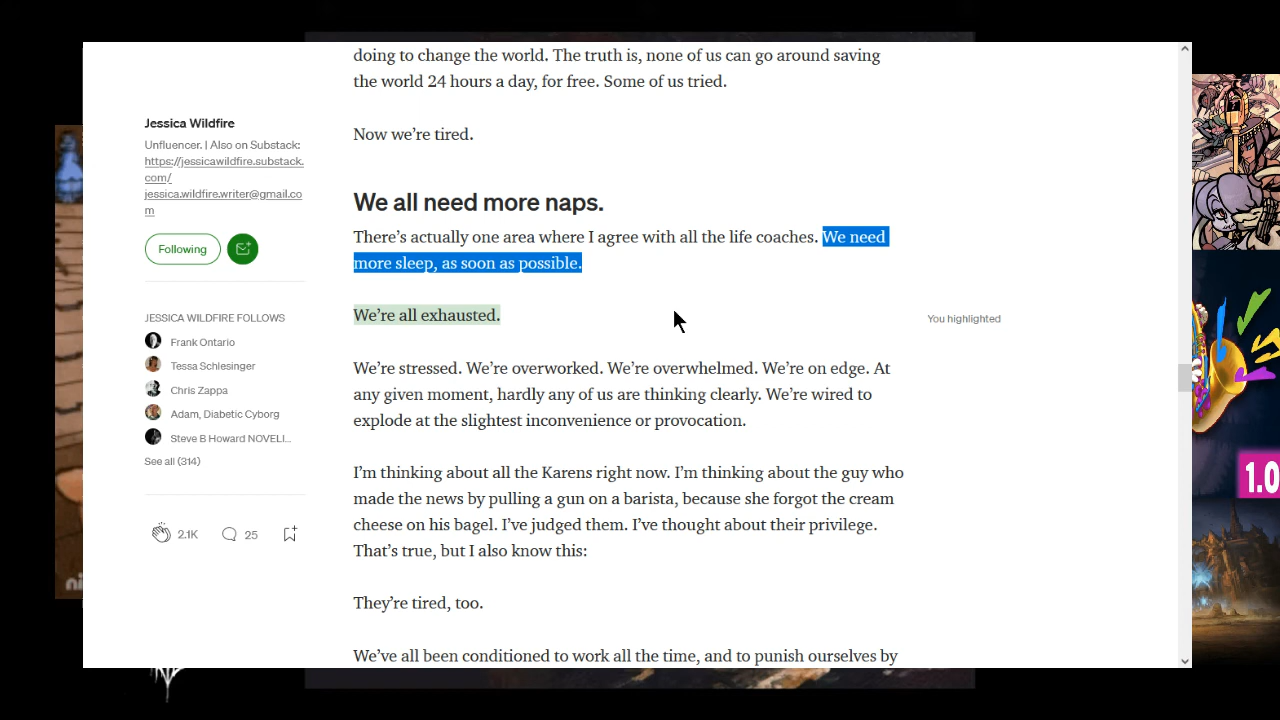 doing to change the world. The truth is, none of us can go around saving
the world 24 hours a day, for free. Some of us tried.
Now we’re tired.
Jessica Wildfire
Unfluencer. | Also on Substack:
https://jessicawildfire.substack.
com/
jessica.wildfire.writer@gmail.co
m
Following
JESSICA WILDFIRE FOLLOWS
Frank Ontario
Tessa Schlesinger
Chris Zappa
Adam, Diabetic Cyborg
Steve B Howard NOVELI...
See all (314)
2.1K
25
We all need more naps.
There’s actually one area where I agree with all the life coaches. We need
more sleep, as soon as possible.
We’re all exhausted.
You highlighted
We’re stressed. We’re overworked. We’re overwhelmed. We’re on edge. At
any given moment, hardly any of us are thinking clearly. We’re wired to
explode at the slightest inconvenience or provocation.
I’m thinking about all the Karens right now. I’m thinking about the guy who
made the news by pulling a gun on a barista, because she forgot the cream
cheese on his bagel. I’ve judged them. I’ve thought about their privilege.
That’s true, but I also know this:
They’re tired, too.
We’ve all been conditioned to work all the time, and to punish ourselves by
1.0